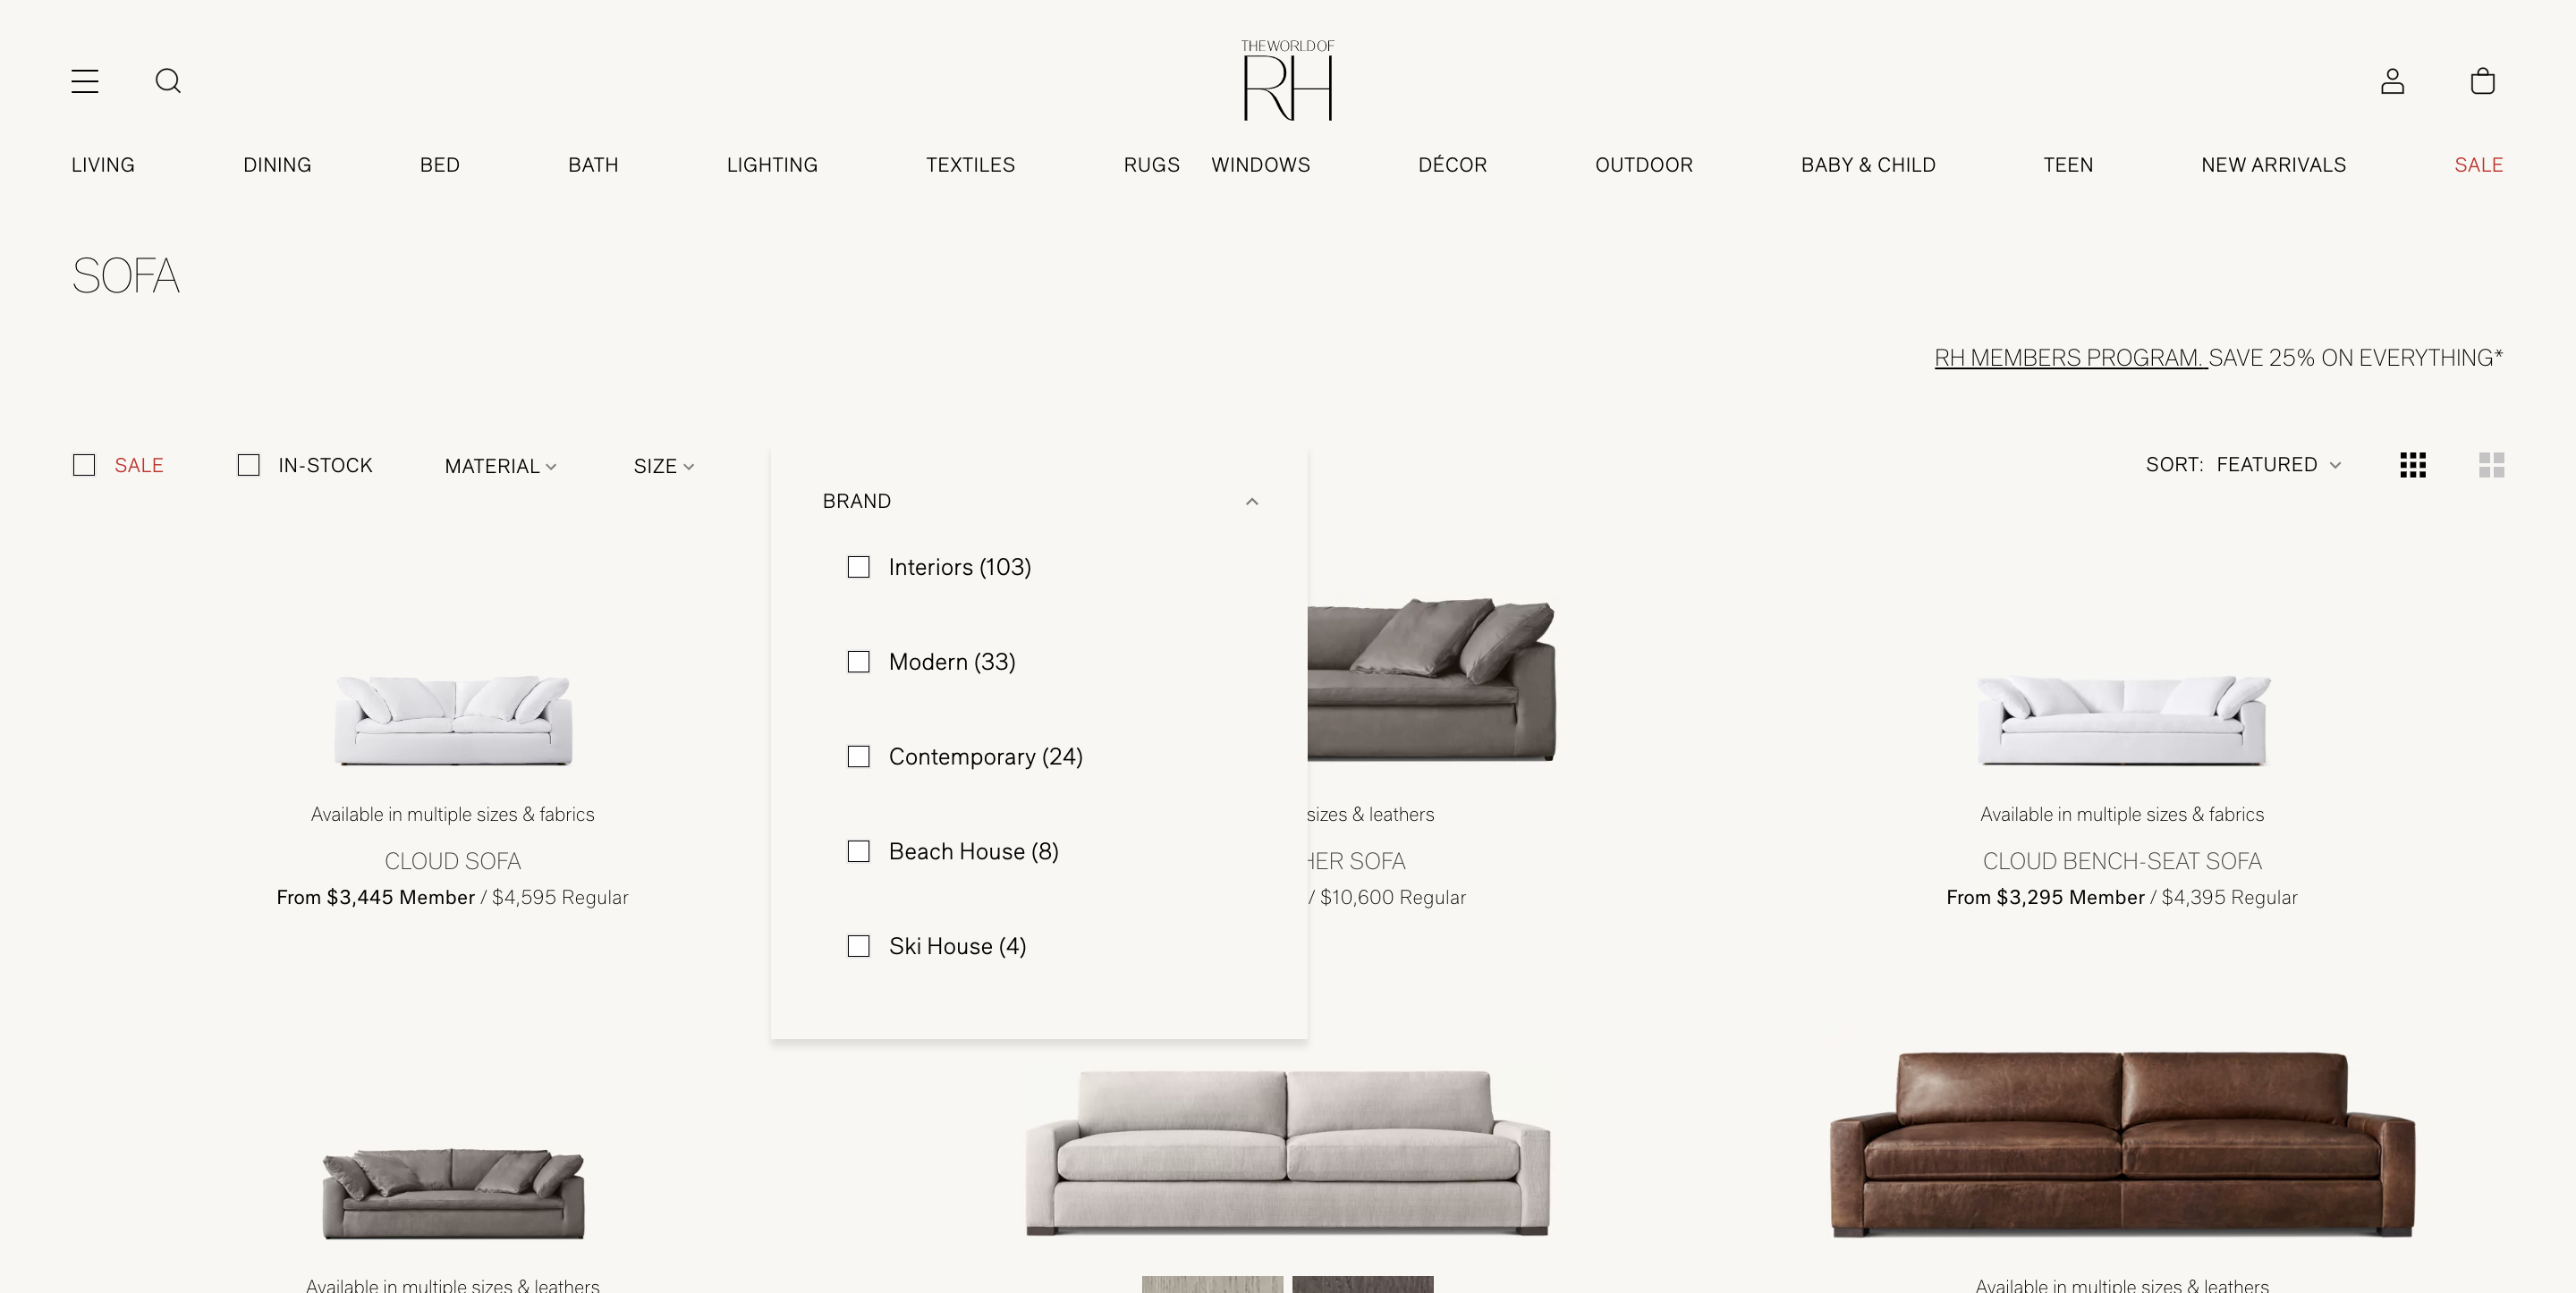 THE WORLD OF
RH
LIVING DINING BED BATH LIGHTING TEXTILES RUGS WINDOWS DÉCOR OUTDOOR BABY & CHILD TEEN NEW ARRIVALS SALE
SOFA
RH MEMBERS PROGRAM. SAVE 25% ON EVERYTHING*
SALE IN-STOCK MATERIAL SIZE SORT: FEATURED
BRAND
Interiors (103)
Modern (33)
Contemporary (24)
Beach House (8)
Ski House (4)
Available in multiple sizes & fabrics
CLOUD SOFA
From $3,445 Member / $4,595 Regular
sizes & leathers
SOFA
/ $10,600 Regular
Available in multiple sizes & fabrics
CLOUD BENCH-SEAT SOFA
From $3,295 Member / $4,395 Regular
Available in multiple sizes & leathers
Available in multiple sizes & leathers